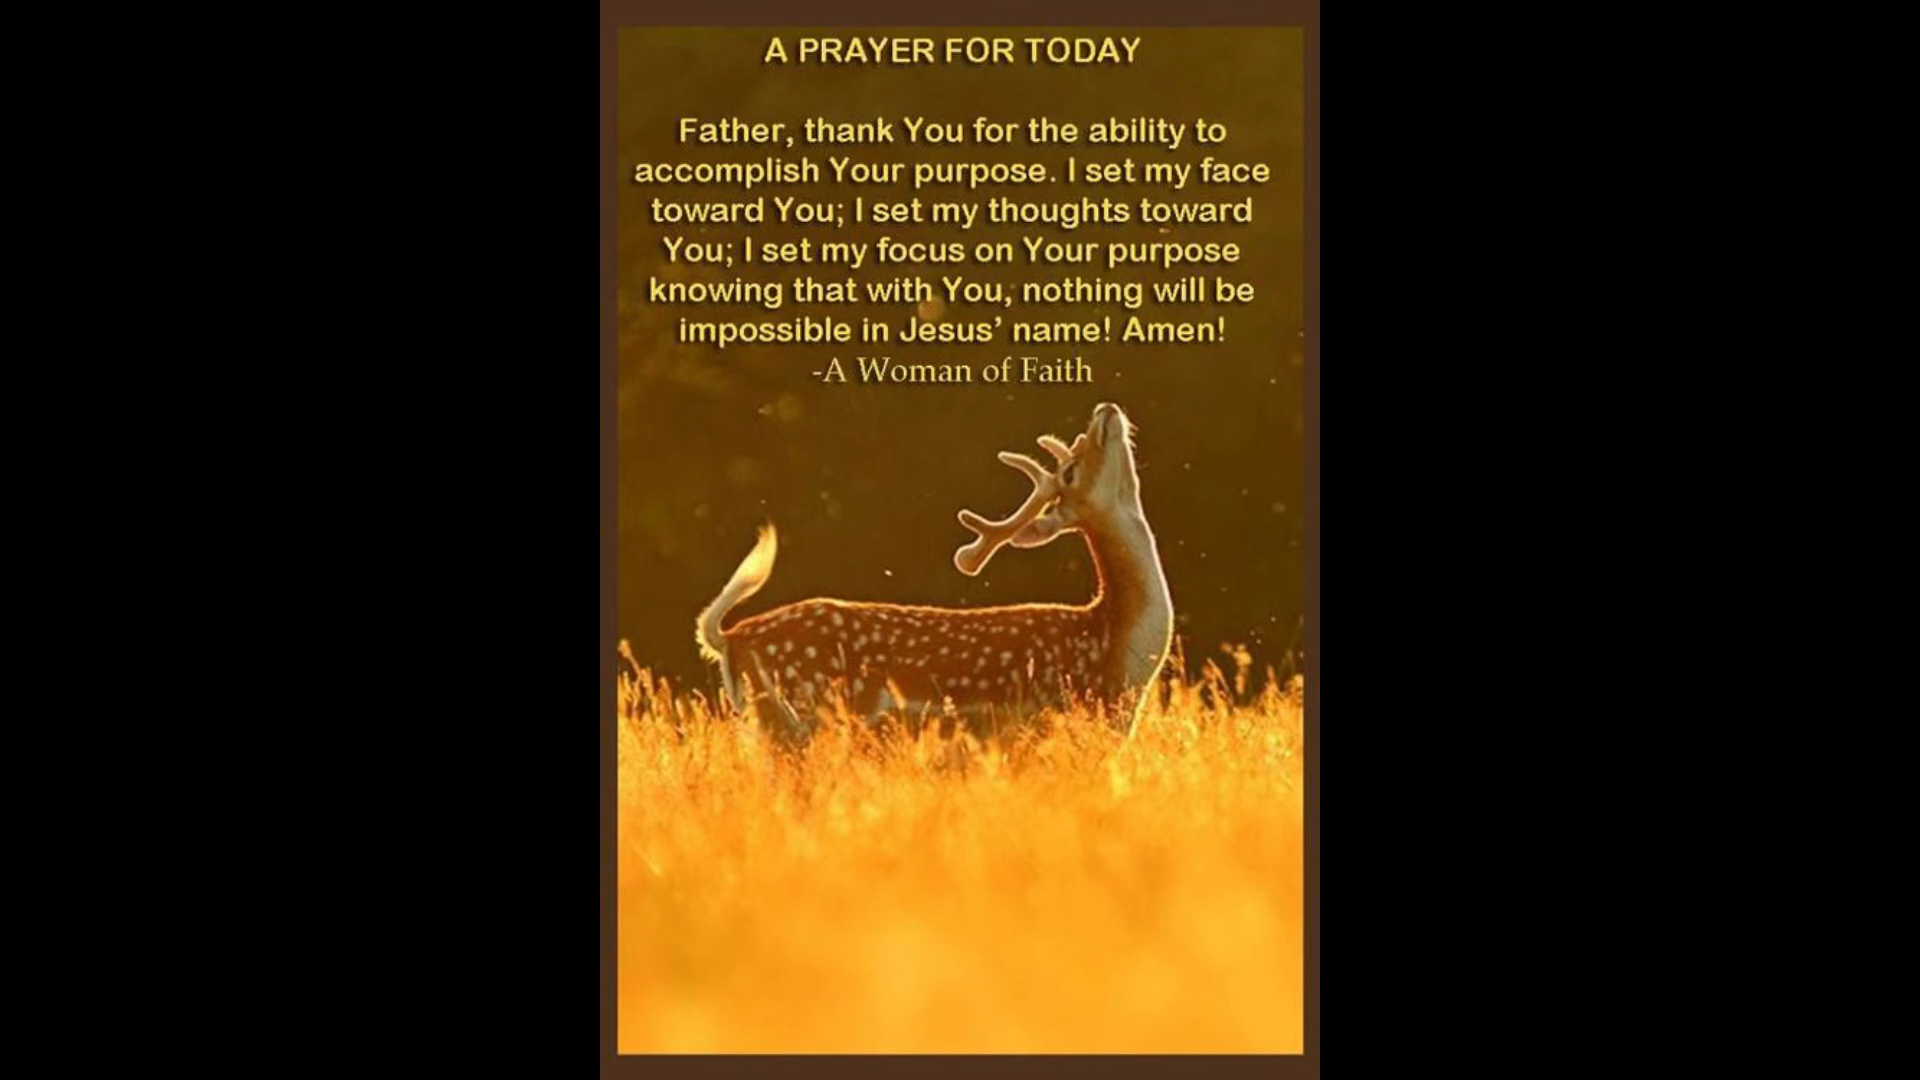 A PRAYER FOR TODAY
Father, thank You for the ability to
accomplish Your purpose. I set my face
toward You; I set my thoughts toward
You; I set my focus on Your purpose
knowing that with You, nothing will be
impossible in Jesus’ name! Amen!
-A Woman of Faith